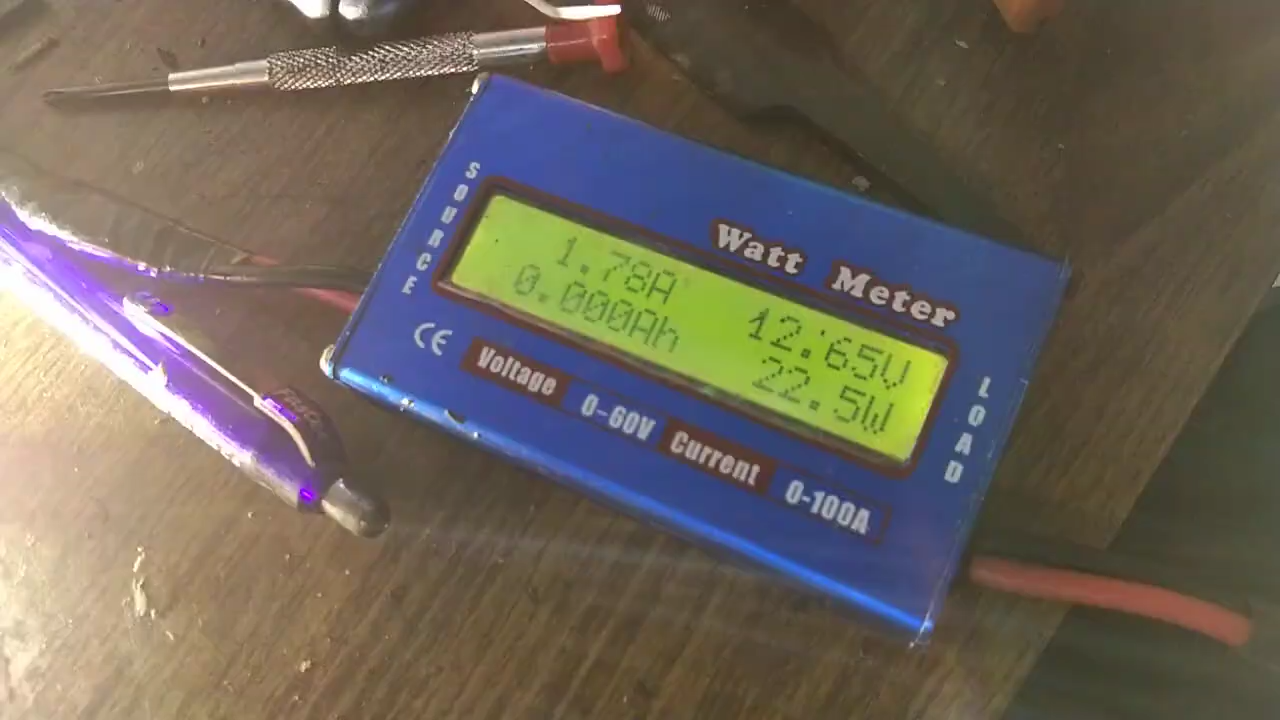 Watt Meter
SOURCE
1.78A 12.65V
0.000Ah 22.5W
LOAD
CE
Voltage 0-60V Current 0-100A